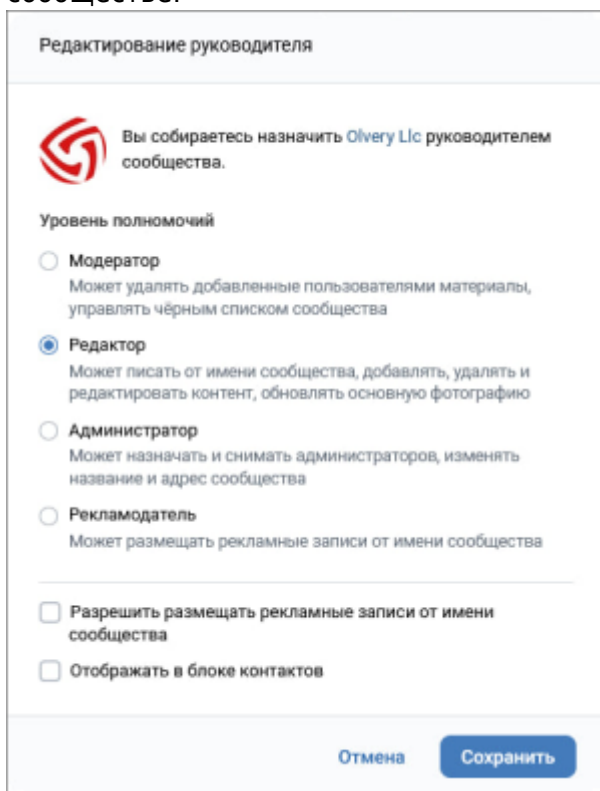 сообществе.
Редактирование руководителя
Вы собираетесь назначить Olvery Llc руководителем
сообщества.
Уровень полномочий
Модератор
Может удалять добавленные пользователями материалы,
управлять чёрным списком сообщества
Редактор
Может писать от имени сообщества, добавлять, удалять и
редактировать контент, обновлять основную фотографию
Администратор
Может назначать и снимать администраторов, изменять
название и адрес сообщества
Рекламодатель
Может размещать рекламные записи от имени сообщества
Разрешить размещать рекламные записи от имени
сообщества
Отображать в блоке контактов
Отмена
Сохранить